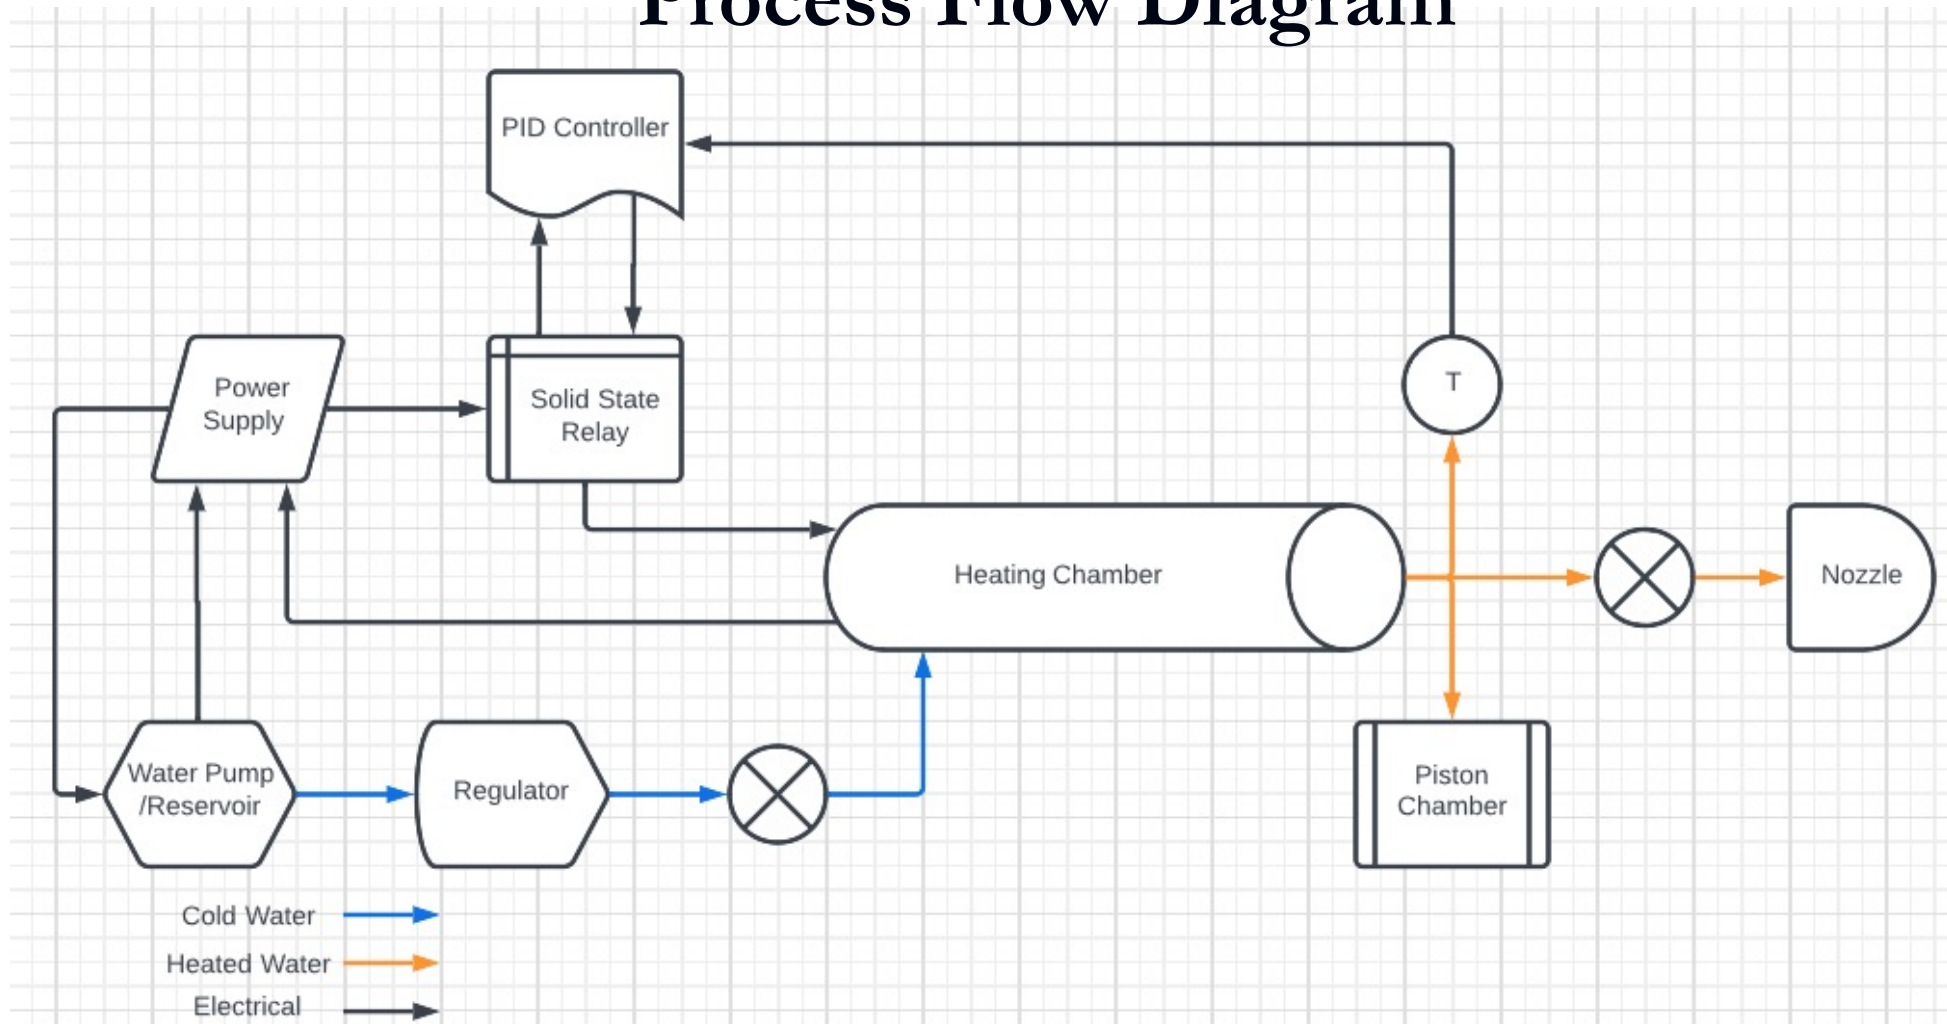 Process Flow Diagram
PID Controller
Power
Supply
Solid State
Relay
T
Heating Chamber
Nozzle
Water Pump
/Reservoir
Regulator
Piston
Chamber
Cold Water
Heated Water
Electrical